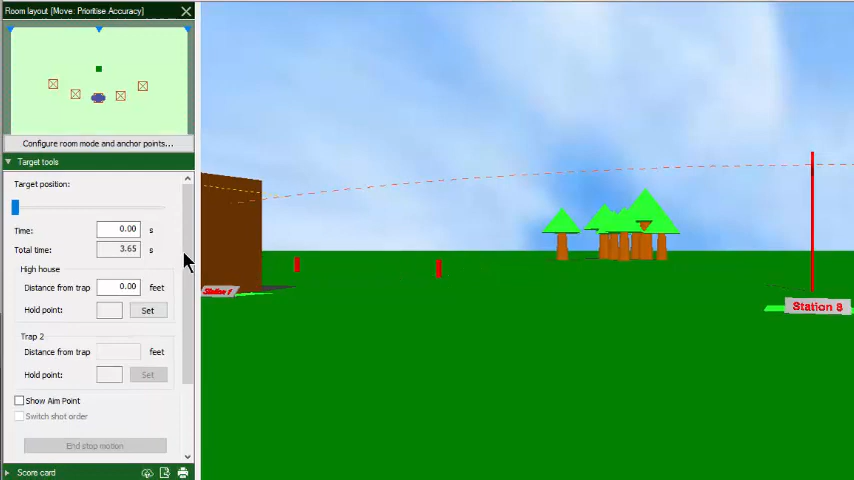 Room layout [Move: Prioritise Accuracy]
Configure room mode and anchor points...
Target tools
Target position:
Time: 0.00 s
Total time: 3.65 s
High house
Distance from trap 0.00 feet
Hold point: Set
Trap 2
Distance from trap feet
Hold point: Set
Show Aim Point
Switch shot order
End stop motion
Score card
Station 1
Station 8